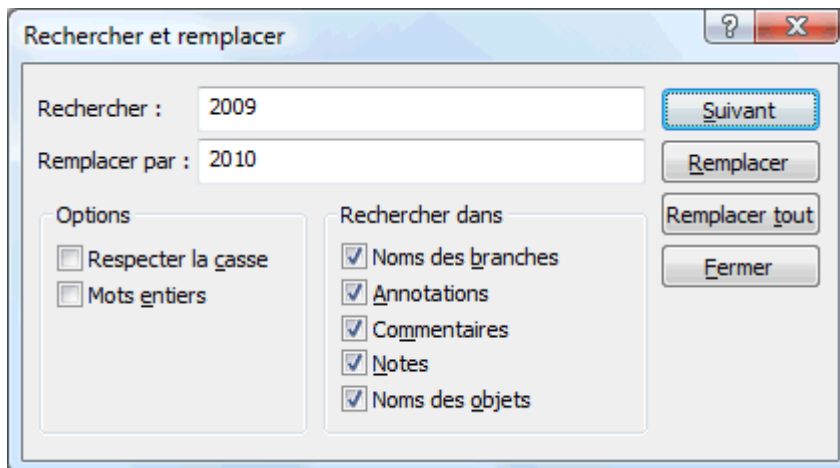 Rechercher et remplacer
?
Rechercher : 2009
Suivant
Remplacer par : 2010
Remplacer
Options
Respecter la casse
Mots entiers
Rechercher dans
Noms des branches
Annotations
Commentaires
Notes
Noms des objets
Remplacer tout
Fermer